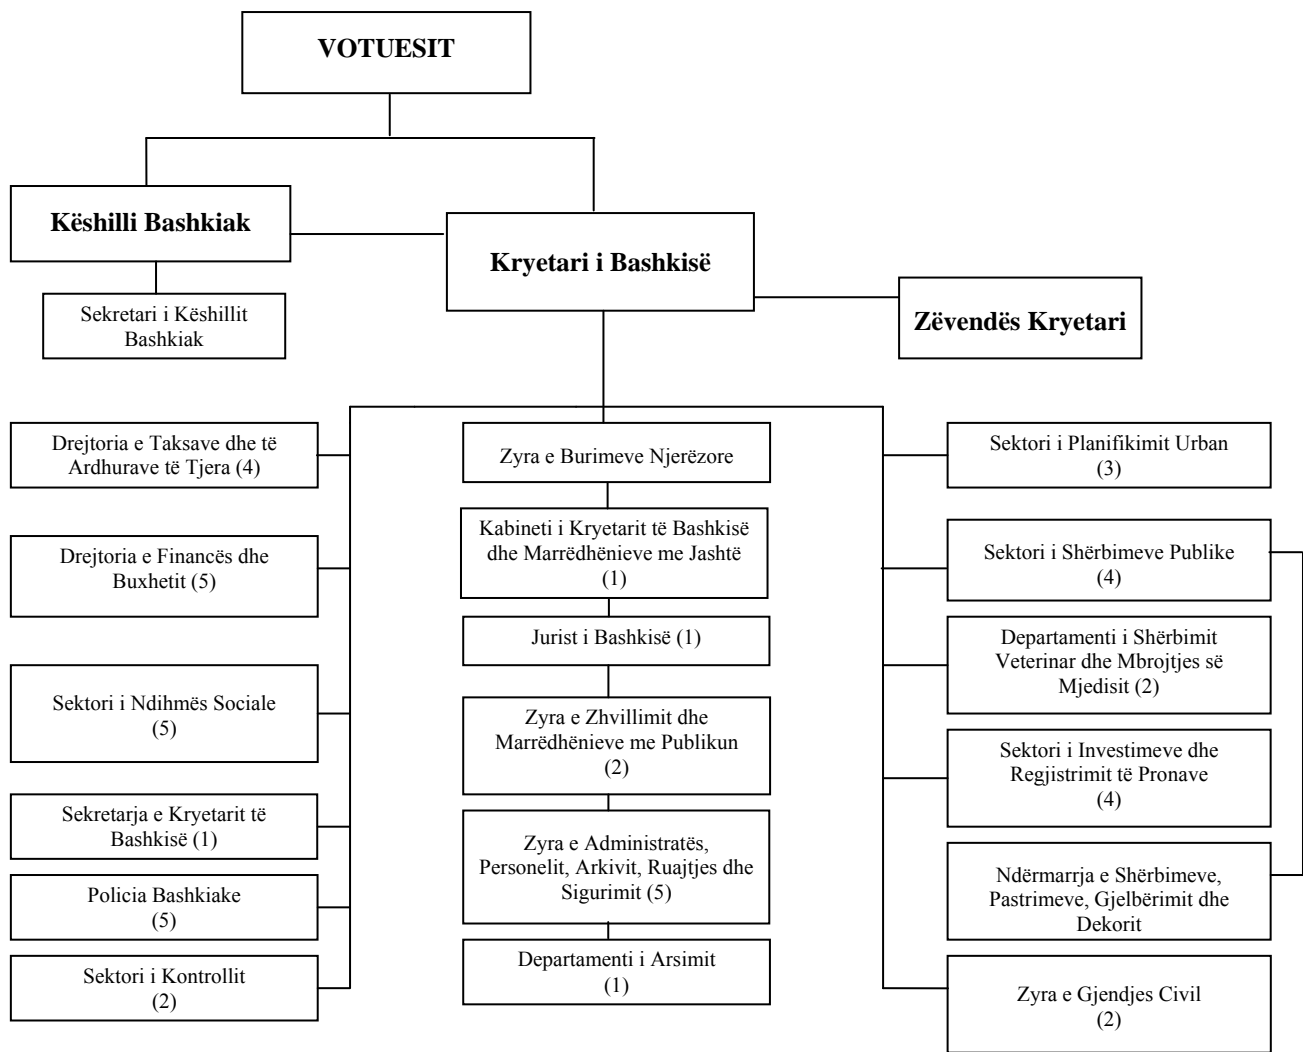 VOTUESIT
Këshilli Bashkiak
Kryetari i Bashkisë
Sekretari i Këshillit
Bashkiak
Zëvendës Kryetari
Drejtoria e Taksave dhe të
Ardhurave të Tjera (4)
Drejtoria e Financës dhe
Buxhetit (5)
Sektori i Ndihmës Sociale
(5)
Sekretarja e Kryetarit të
Bashkisë (1)
Policia Bashkiake
(5)
Sektori i Kontrollit
(2)
Zyra e Burimeve Njerëzore
Kabineti i Kryetarit të Bashkisë
dhe Marrëdhënieve me Jashtë
(1)
Jurist i Bashkisë (1)
Zyra e Zhvillimit dhe
Marrëdhënieve me Publikun
(2)
Zyra e Administratës,
Personelit, Arkivit, Ruajtjes dhe
Sigurimit (5)
Departamenti i Arsimit
(1)
Sektori i Planifikimit Urban
(3)
Sektori i Shërbimeve Publike
(4)
Departamenti i Shërbimit
Veterinar dhe Mbrojtjes së
Mjedisit (2)
Sektori i Investimeve dhe
Regjistrimit të Pronave
(4)
Ndërmarrja e Shërbimeve,
Pastrimeve, Gjelbërimit dhe
Dekorit
Zyra e Gjendjes Civil
(2)